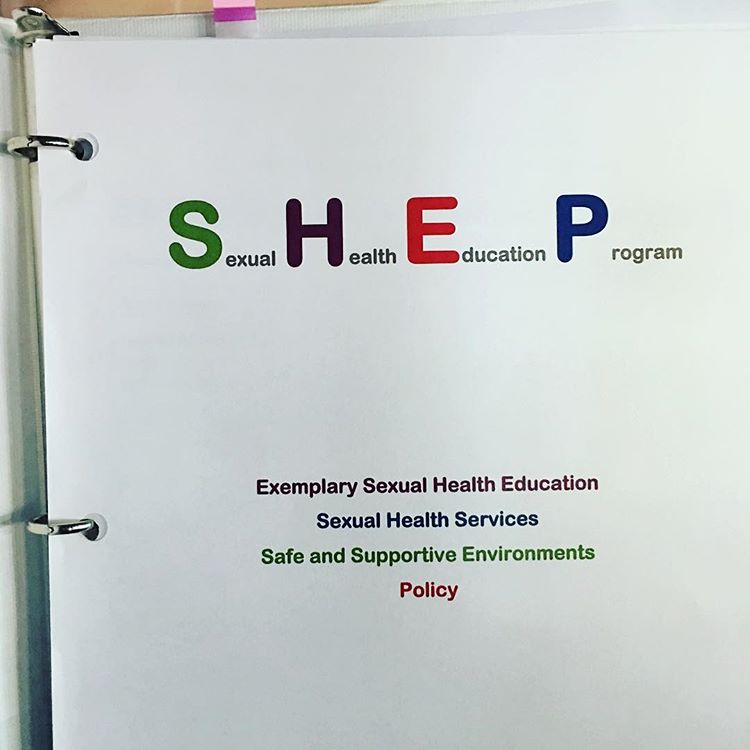 Sexual Health Education Program
Exemplary Sexual Health Education
Sexual Health Services
Safe and Supportive Environments
Policy